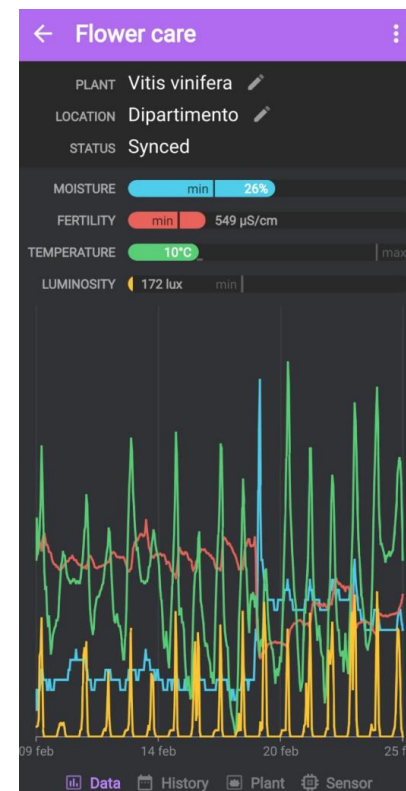 Flower care
PLANT Vitis vinifera
LOCATION Dipartimento
STATUS Synced
MOISTURE min 26%
FERTILITY min 549 µS/cm
TEMPERATURE 10°C max
LUMINOSITY 172 lux min
09 feb 14 feb 20 feb 25 f
Data History Plant Sensor